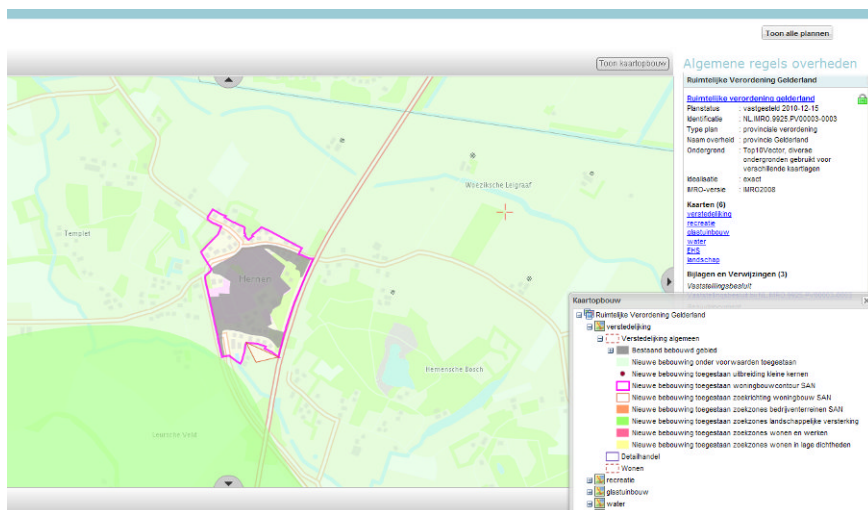 Toon alle plannen
Toon kaartopbouw
Algemene regels overheden
Ruimtelijke Verordening Gelderland
Ruimtelijke verordening gelderland
Planstatus : vastgesteld 2010-12-15
Identificatie : NL.IMRO.9925.PV00003-0003
Type plan : provinciale verordening
Naam overheid : provincie Gelderland
Ondergrond : Top10Vector, diverse
ondergronden gebruikt voor
verschillende kaartlagen
Idealisatie : exact
IMRO-versie : IMRO2008
Kaarten (6)
verstedelijking
recreatie
glastuinbouw
water
EHS
landschap
Bijlagen en Verwijzingen (3)
Vaststellingsbesluit
Woeziksche Leigraaf
Templet
Hernen
Hernensche Bosch
Leursche Veld
Kaartopbouw
Ruimtelijke Verordening Gelderland
verstedelijking
Verstedelijking algemeen
Bestaand bebouwd gebied
Nieuwe bebouwing onder voorwaarden toegestaan
Nieuwe bebouwing toegestaan uitbreiding kleine kernen
Nieuwe bebouwing toegestaan woningbouwcontour SAN
Nieuwe bebouwing toegestaan zoekrichting woningbouw SAN
Nieuwe bebouwing toegestaan zoekzones bedrijventerreinen SAN
Nieuwe bebouwing toegestaan zoekzones landschappelijke versterking
Nieuwe bebouwing toegestaan zoekzones wonen en werken
Nieuwe bebouwing toegestaan zoekzones wonen in lage dichtheden
Detailhandel
Wonen
recreatie
glastuinbouw
water